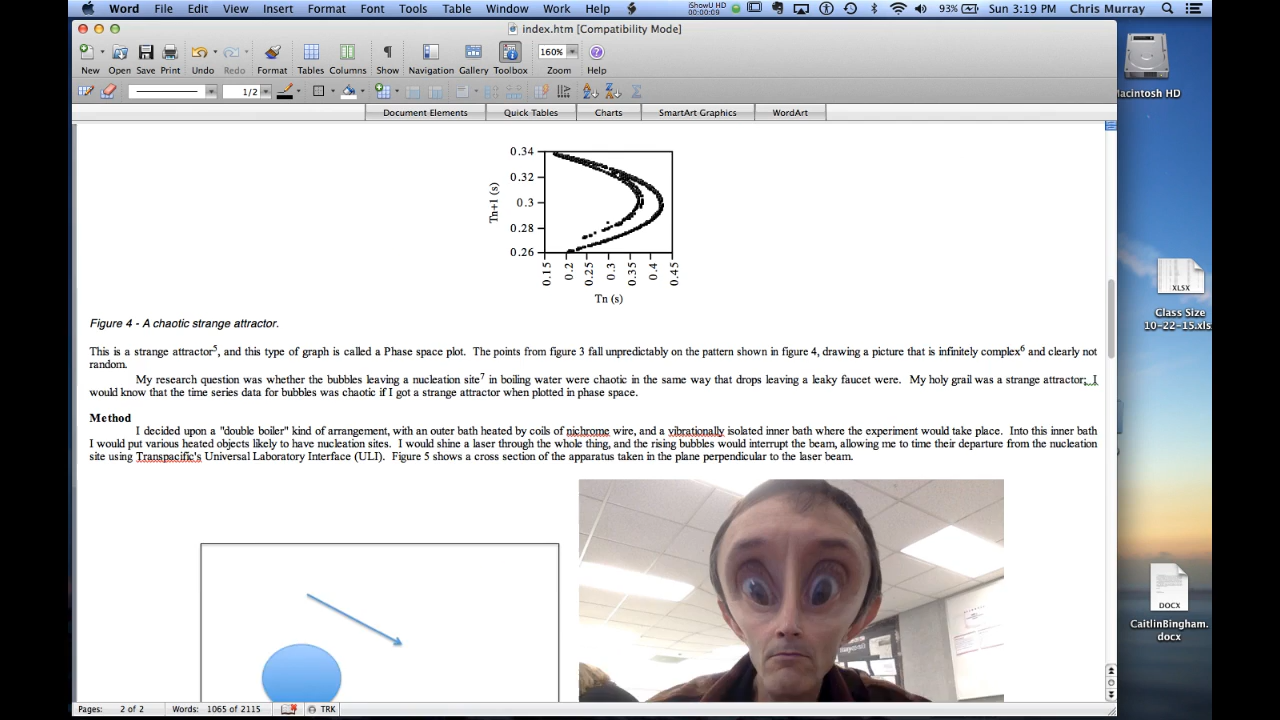 Word File Edit View Insert Format Font Tools Table Window Work Help iShowU HD 00:00:09 93% Sun 3:19 PM Chris Murray
index.htm [Compatibility Mode]
160%
New Open Save Print Undo Redo Format Tables Columns Show Navigation Gallery Toolbox Zoom Help
1/2
Document Elements Quick Tables Charts SmartArt Graphics WordArt
Macintosh HD
0.34
0.32
0.3
0.28
0.26
Tn+1 (s)
0.15 0.2 0.25 0.3 0.35 0.4 0.45
Tn (s)
XLSX
Class Size
10-22-15.xls
Figure 4 - A chaotic strange attractor.
This is a strange attractor5, and this type of graph is called a Phase space plot. The points from figure 3 fall unpredictably on the pattern shown in figure 4, drawing a picture that is infinitely complex6 and clearly not
random.
My research question was whether the bubbles leaving a nucleation site7 in boiling water were chaotic in the same way that drops leaving a leaky faucet were. My holy grail was a strange attractor; I
would know that the time series data for bubbles was chaotic if I got a strange attractor when plotted in phase space.
Method
I decided upon a "double boiler" kind of arrangement, with an outer bath heated by coils of nichrome wire, and a vibrationally isolated inner bath where the experiment would take place. Into this inner bath
I would put various heated objects likely to have nucleation sites. I would shine a laser through the whole thing, and the rising bubbles would interrupt the beam, allowing me to time their departure from the nucleation
site using Transpacific's Universal Laboratory Interface (ULI). Figure 5 shows a cross section of the apparatus taken in the plane perpendicular to the laser beam.
DOCX
CaitlinBingham.
docx
Pages: 2 of 2 Words: 1065 of 2115 TRK